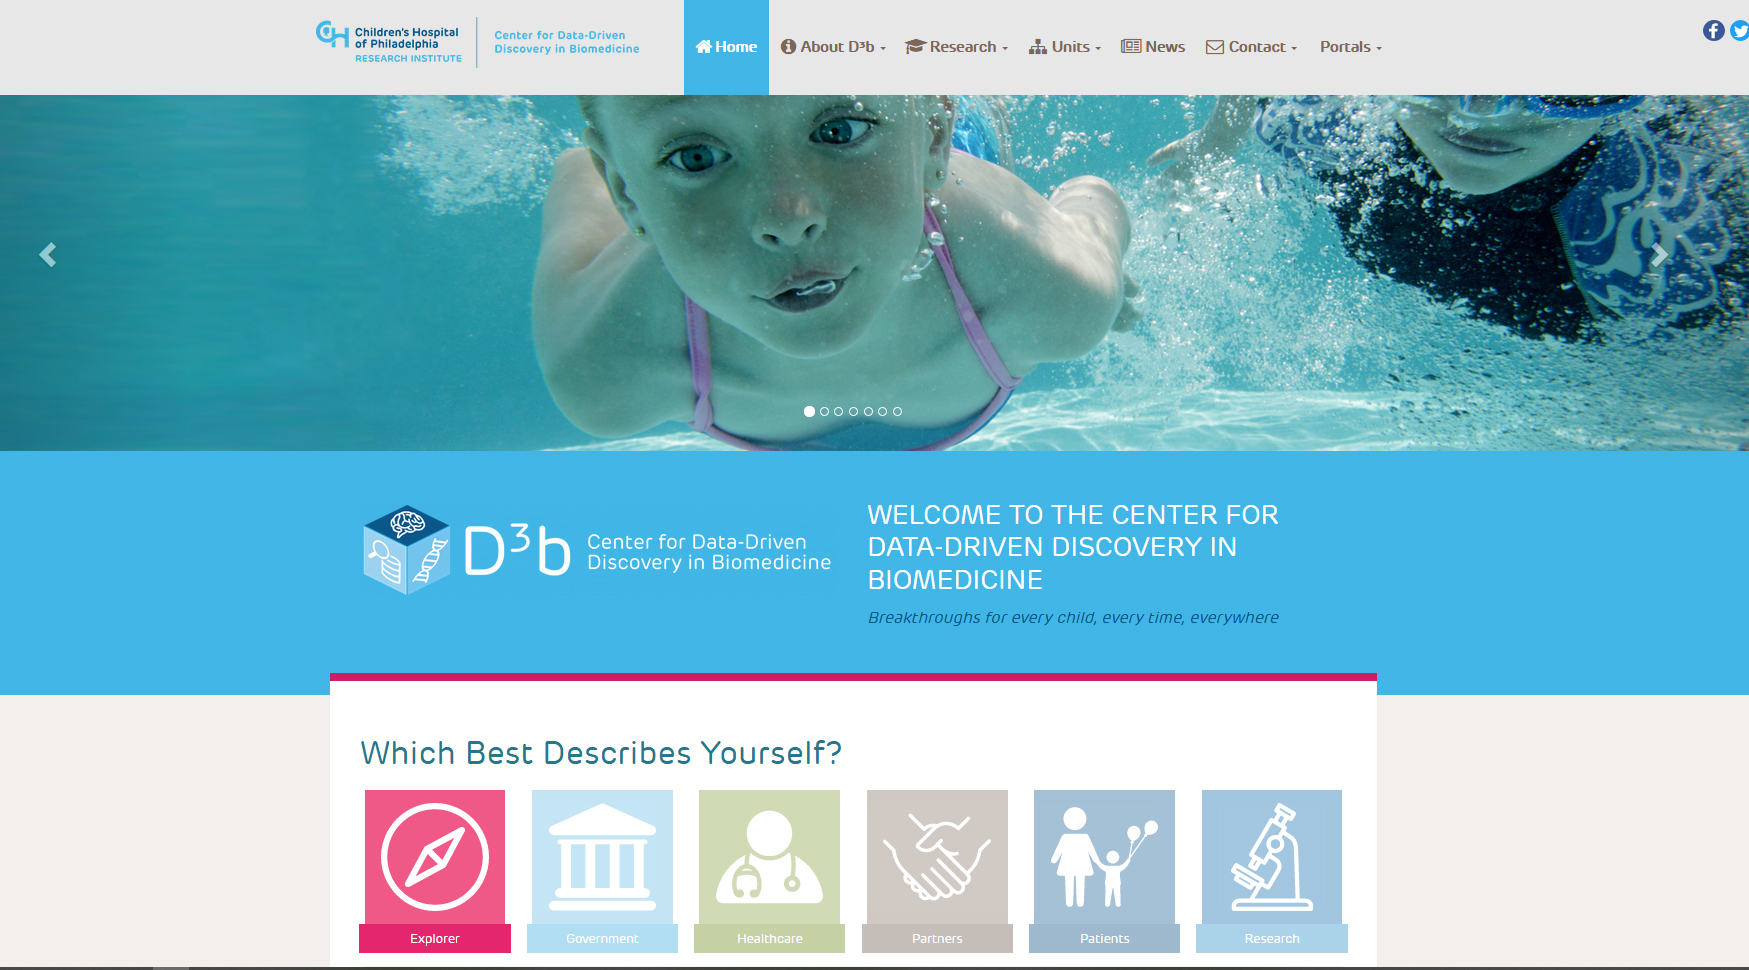 Children's Hospital
of Philadelphia
RESEARCH INSTITUTE
Center for Data-Driven
Discovery in Biomedicine
Home
About D³b
Research
Units
News
Contact
Portals
D³b
Center for Data-Driven
Discovery in Biomedicine
WELCOME TO THE CENTER FOR
DATA-DRIVEN DISCOVERY IN
BIOMEDICINE
Breakthroughs for every child, every time, everywhere
Which Best Describes Yourself?
Explorer
Government
Healthcare
Partners
Patients
Research